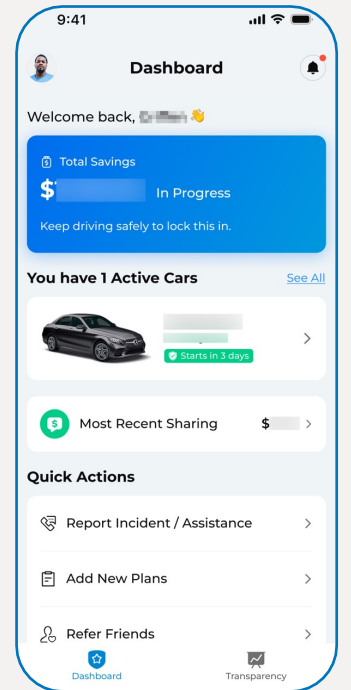 9:41
Dashboard
Welcome back,
Total Savings
$ In Progress
Keep driving safely to lock this in.
You have 1 Active Cars
See All
Starts in 3 days
Most Recent Sharing $
Quick Actions
Report Incident / Assistance
Add New Plans
Refer Friends
Dashboard
Transparency